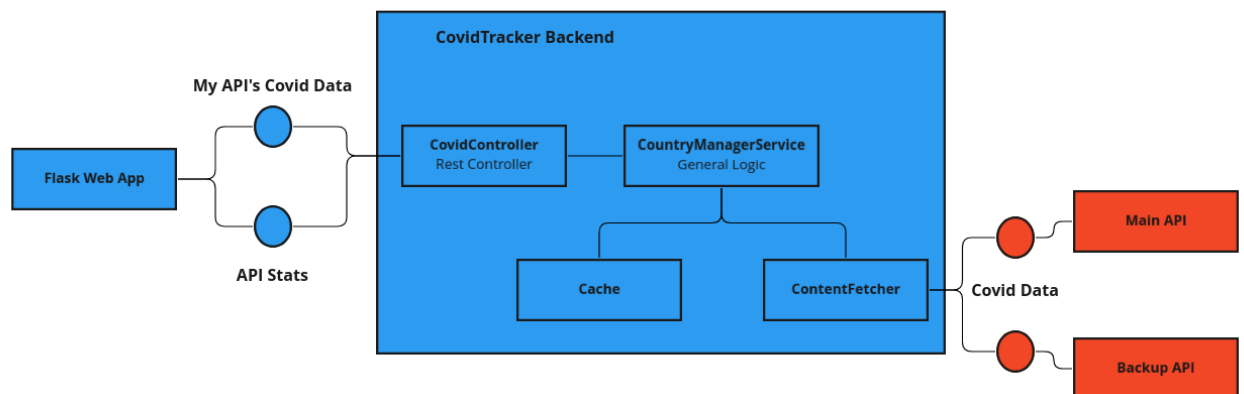 CovidTracker Backend
My API's Covid Data
CovidController
Rest Controller
CountryManagerService
General Logic
Flask Web App
Main API
API Stats
Cache
ContentFetcher
Covid Data
Backup API